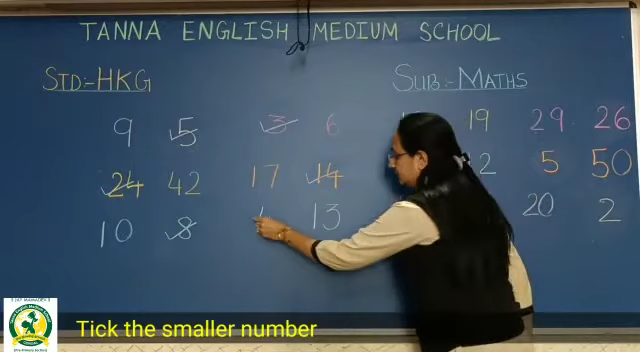 TANNA ENGLISH MEDIUM SCHOOL
STD:-HKG SUB:-MATHS
9 5 3 6 19 29 26
24 42 17 14 2 5 50
10 8 13 20 2
Tick the smaller number